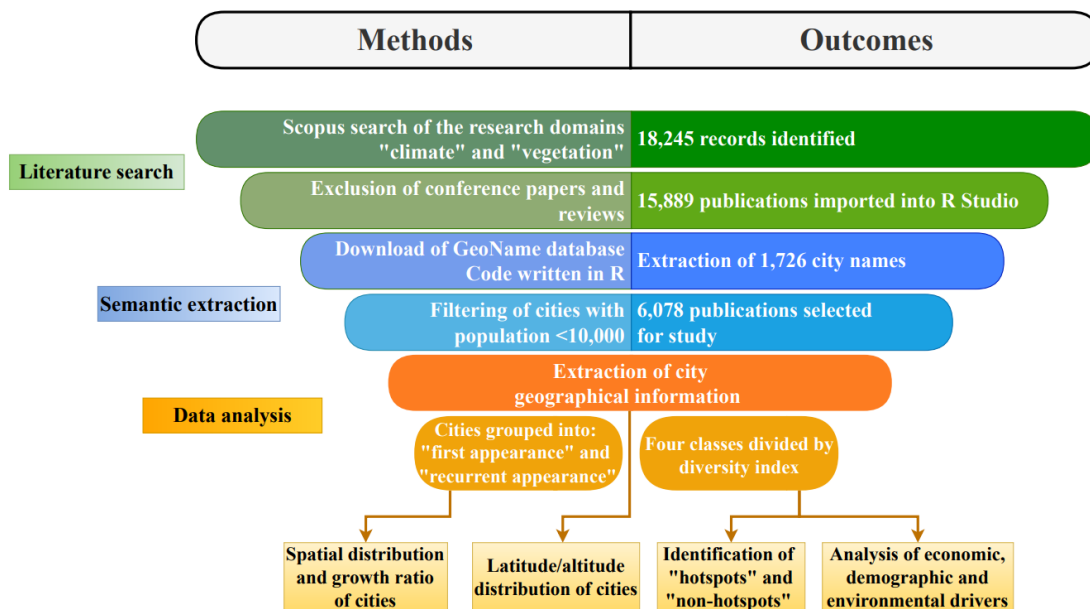 Methods
Outcomes
Literature search
Scopus search of the research domains
"climate" and "vegetation"
18,245 records identified
Exclusion of conference papers and
reviews
15,889 publications imported into R Studio
Semantic extraction
Download of GeoName database
Code written in R
Extraction of 1,726 city names
Filtering of cities with
population <10,000
6,078 publications selected
for study
Data analysis
Extraction of city
geographical information
Cities grouped into:
"first appearance" and
"recurrent appearance"
Four classes divided by
diversity index
Spatial distribution
and growth ratio
of cities
Latitude/altitude
distribution of cities
Identification of
"hotspots" and
"non-hotspots"
Analysis of economic,
demographic and
environmental drivers